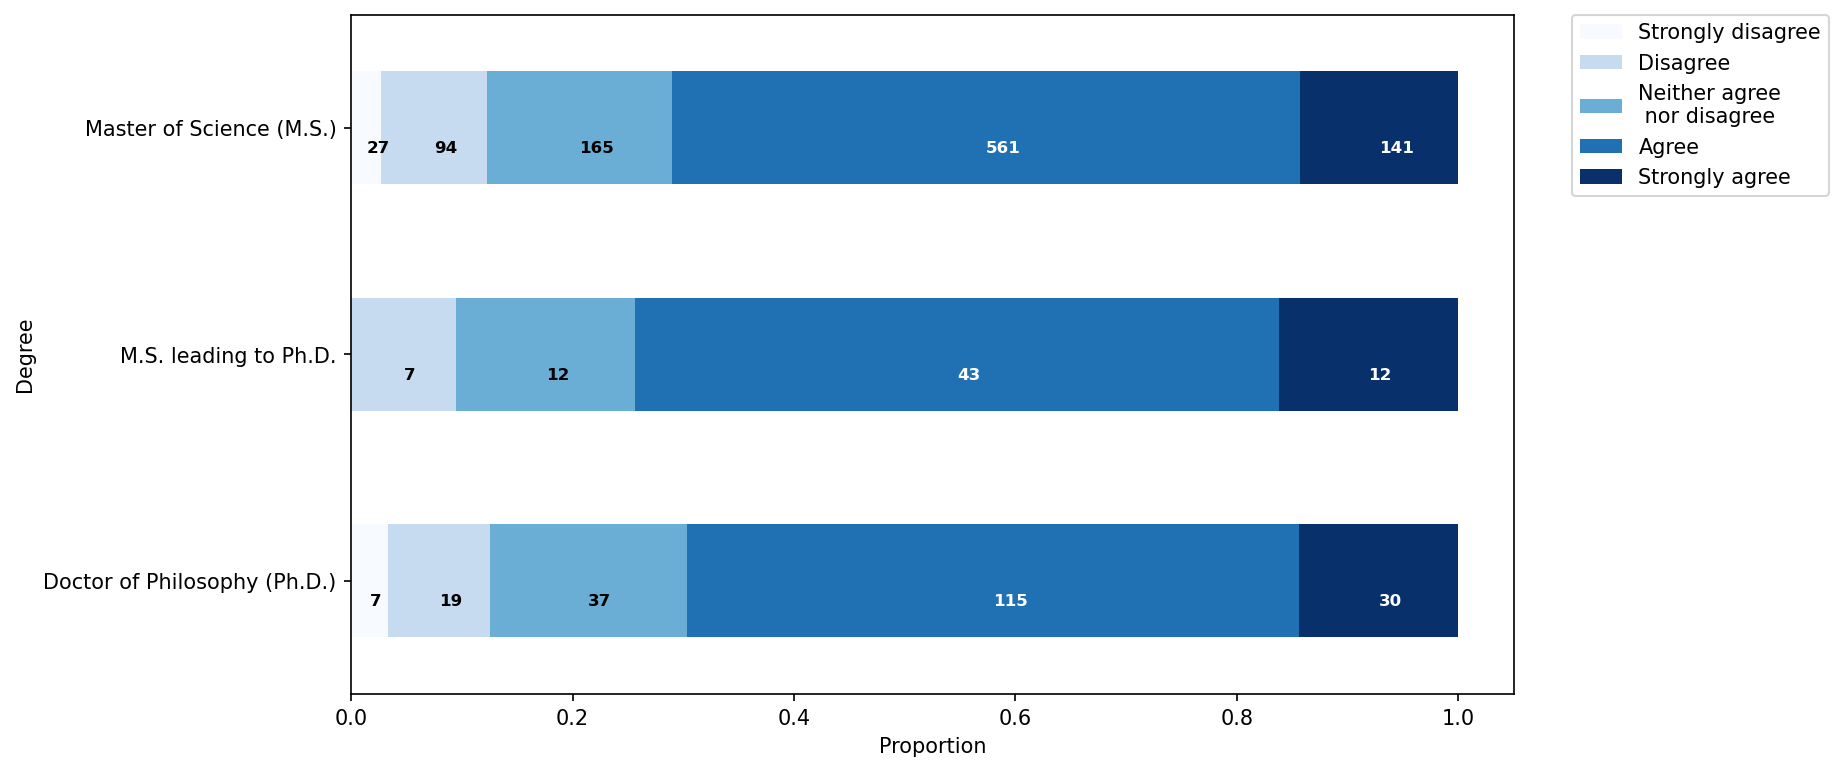 Strongly disagree
Disagree
Neither agree
nor disagree
Agree
Strongly agree
Degree
Master of Science (M.S.)
27 94 165 561 141
M.S. leading to Ph.D.
7 12 43 12
Doctor of Philosophy (Ph.D.)
7 19 37 115 30
0.0 0.2 0.4 0.6 0.8 1.0
Proportion